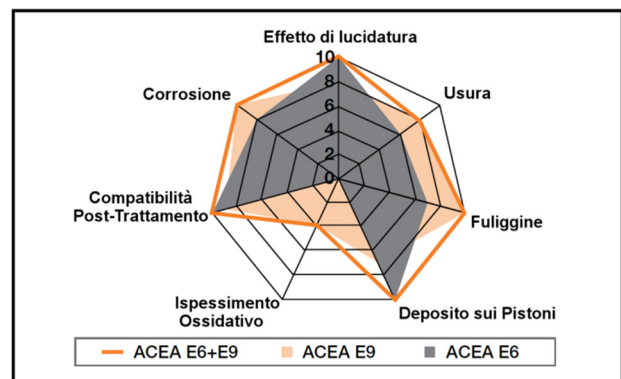 Effetto di lucidatura
10
8
6
4
2
0
Usura
Fuliggine
Deposito sui Pistoni
Ispessimento
Ossidativo
Compatibilità
Post-Trattamento
Corrosione
ACEA E6+E9
ACEA E9
ACEA E6